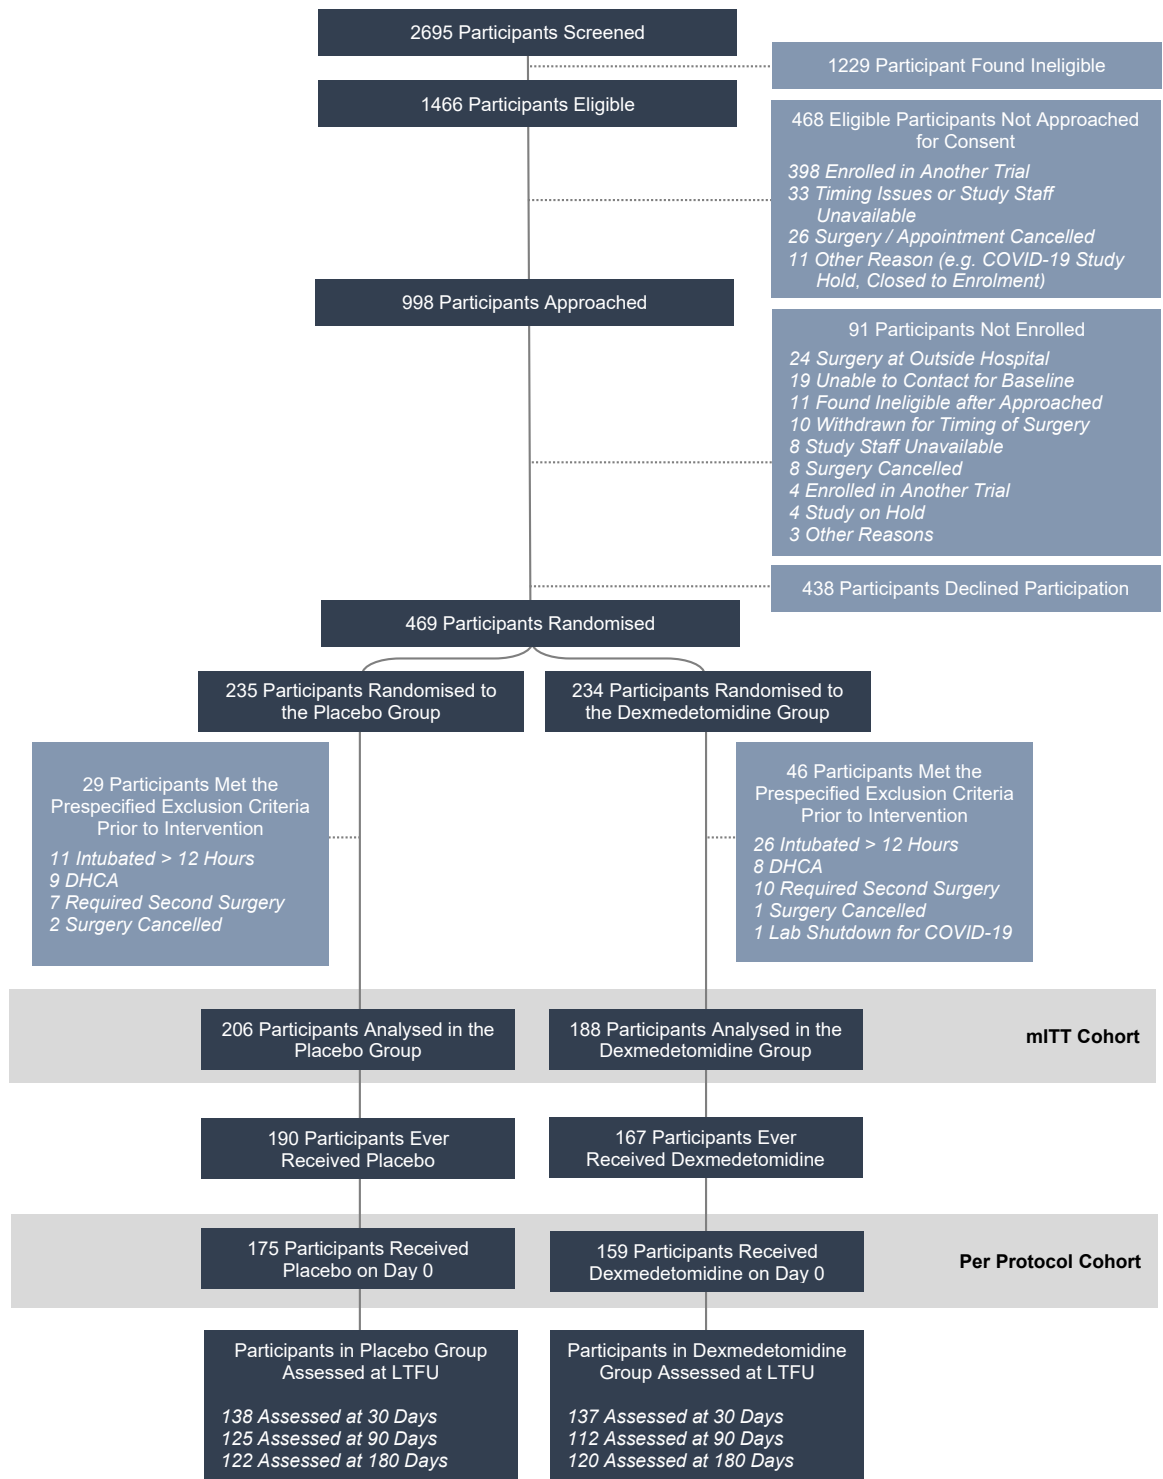 2695 Participants Screened
1229 Participant Found Ineligible
1466 Participants Eligible
468 Eligible Participants Not Approached
for Consent
398 Enrolled in Another Trial
33 Timing Issues or Study Staff
Unavailable
26 Surgery / Appointment Cancelled
11 Other Reason (e.g. COVID-19 Study
Hold, Closed to Enrolment)
998 Participants Approached
91 Participants Not Enrolled
24 Surgery at Outside Hospital
19 Unable to Contact for Baseline
11 Found Ineligible after Approached
10 Withdrawn for Timing of Surgery
8 Study Staff Unavailable
8 Surgery Cancelled
4 Enrolled in Another Trial
4 Study on Hold
3 Other Reasons
438 Participants Declined Participation
469 Participants Randomised
235 Participants Randomised to
the Placebo Group
234 Participants Randomised to
the Dexmedetomidine Group
29 Participants Met the
Prespecified Exclusion Criteria
Prior to Intervention
11 Intubated > 12 Hours
9 DHCA
7 Required Second Surgery
2 Surgery Cancelled
46 Participants Met the
Prespecified Exclusion Criteria
Prior to Intervention
26 Intubated > 12 Hours
8 DHCA
10 Required Second Surgery
1 Surgery Cancelled
1 Lab Shutdown for COVID-19
206 Participants Analysed in the
Placebo Group
188 Participants Analysed in the
Dexmedetomidine Group
mITT Cohort
190 Participants Ever
Received Placebo
167 Participants Ever
Received Dexmedetomidine
175 Participants Received
Placebo on Day 0
159 Participants Received
Dexmedetomidine on Day 0
Per Protocol Cohort
Participants in Placebo Group
Assessed at LTFU
138 Assessed at 30 Days
125 Assessed at 90 Days
122 Assessed at 180 Days
Participants in Dexmedetomidine
Group Assessed at LTFU
137 Assessed at 30 Days
112 Assessed at 90 Days
120 Assessed at 180 Days